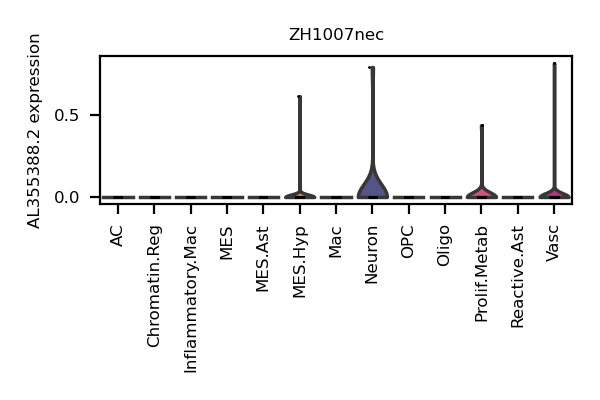 ZH1007nec
AL355388.2 expression
0.5
0.0
AC
Chromatin.Reg
Inflammatory.Mac
MES
MES.Ast
MES.Hyp
Mac
Neuron
OPC
Oligo
Prolif.Metab
Reactive.Ast
Vasc